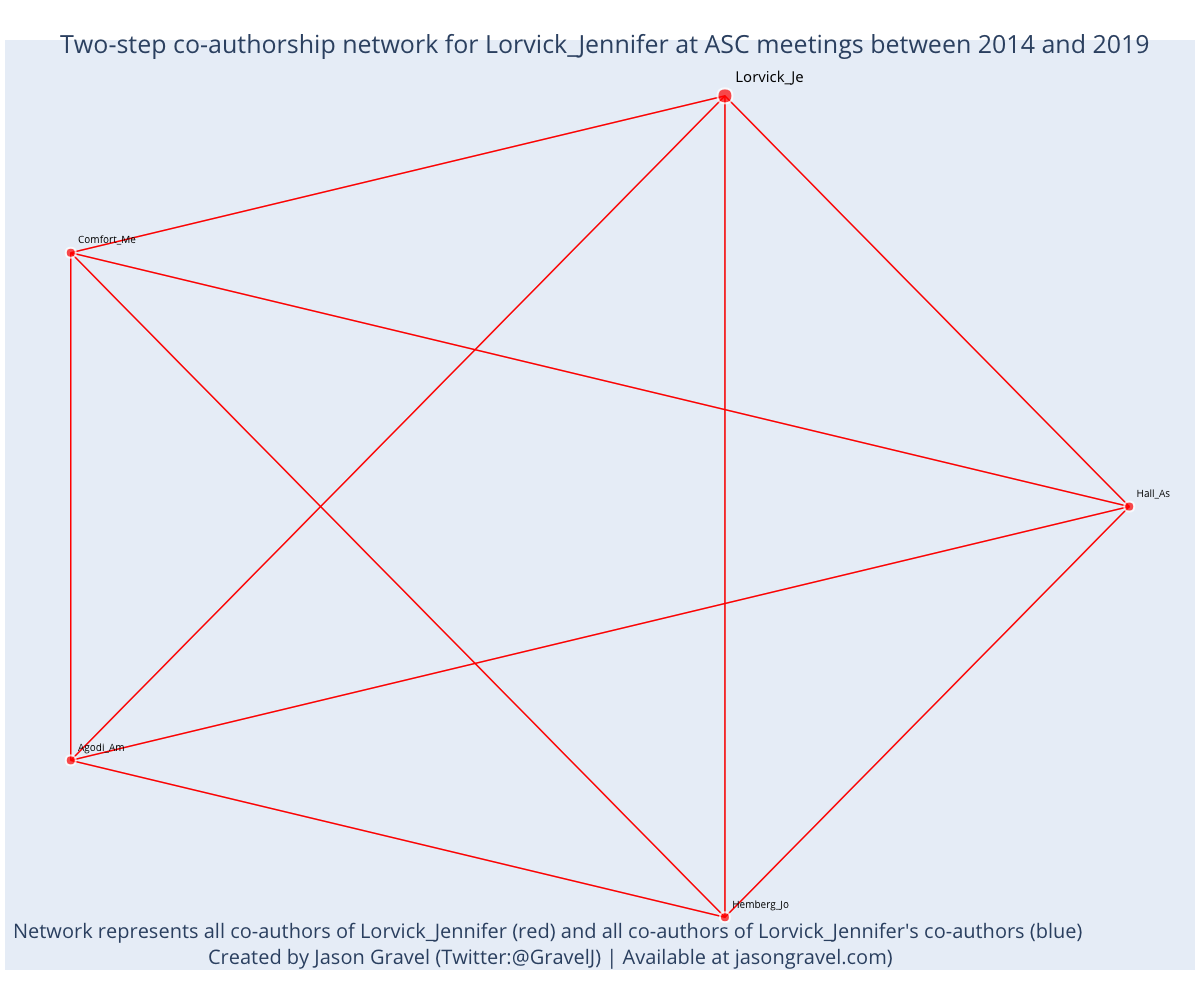 Two-step co-authorship network for Lorvick_Jennifer at ASC meetings between 2014 and 2019
Lorvick_Je
Comfort_Me
Hall_As
Agodi_Am
Hemberg_Jo
Network represents all co-authors of Lorvick_Jennifer (red) and all co-authors of Lorvick_Jennifer's co-authors (blue)
Created by Jason Gravel (Twitter:@GravelJ) | Available at jasongravel.com)